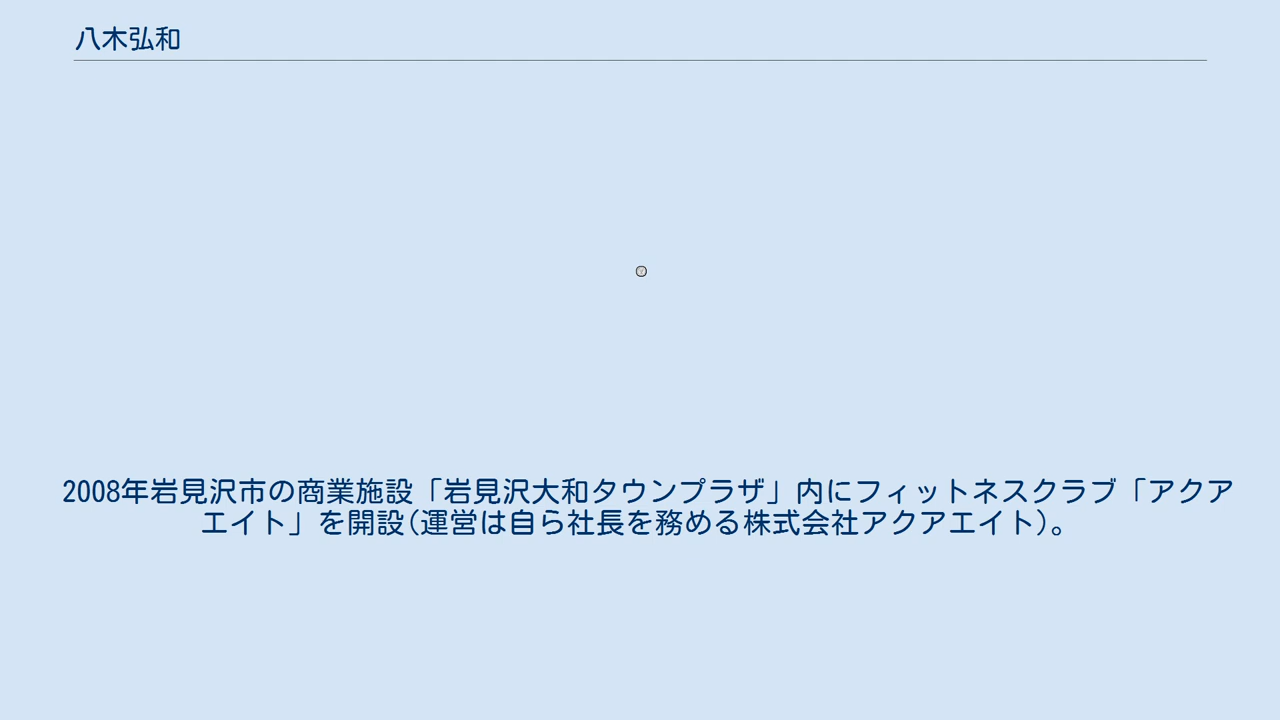 八木弘和
2008年岩見沢市の商業施設「岩見沢大和タウンプラザ」内にフィットネスクラブ「アクア
エイト」を開設(運営は自ら社長を務める株式会社アクアエイト)。